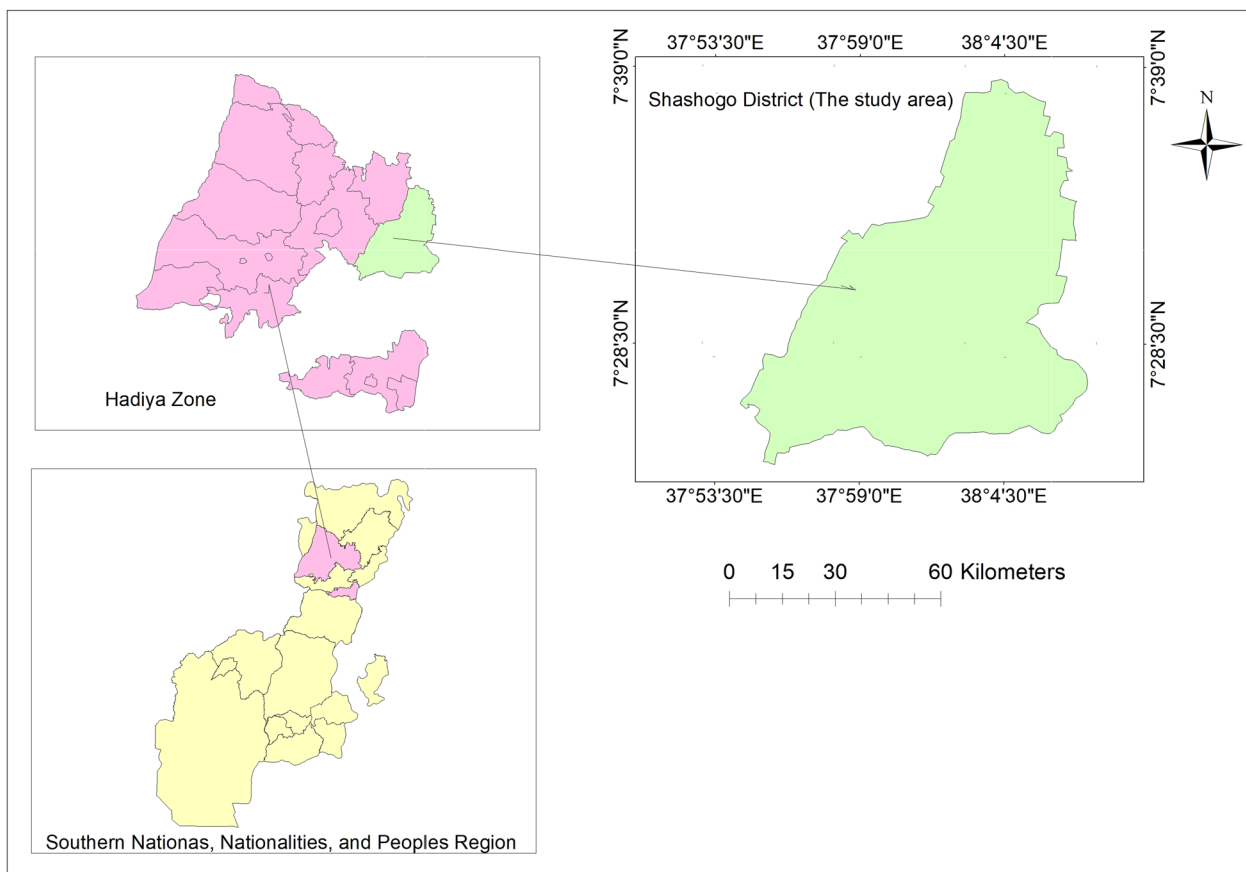 37°53'30"E 37°59'0"E 38°4'30"E
7°39'0"N
7°39'0"N
Shashogo District (The study area)
N
7°28'30"N
7°28'30"N
37°53'30"E 37°59'0"E 38°4'30"E
Hadiya Zone
0 15 30 60 Kilometers
Southern Nationas, Nationalities, and Peoples Region